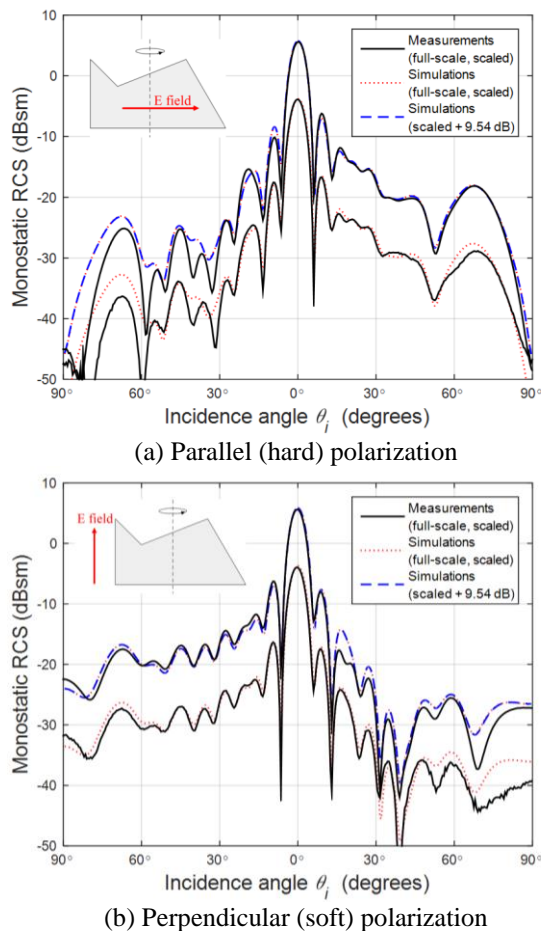 10
0
-10
-20
-30
-40
-50
Monostatic RCS (dBsm)
E field
Measurements
(full-scale, scaled)
Simulations
(full-scale, scaled)
Simulations
(scaled + 9.54 dB)
90° 60° 30° 0° 30° 60° 90°
Incidence angle θi (degrees)
(a) Parallel (hard) polarization
10
0
-10
-20
-30
-40
-50
Monostatic RCS (dBsm)
E field
Measurements
(full-scale, scaled)
Simulations
(full-scale, scaled)
Simulations
(scaled + 9.54 dB)
90° 60° 30° 0° 30° 60° 90°
Incidence angle θi (degrees)
(b) Perpendicular (soft) polarization